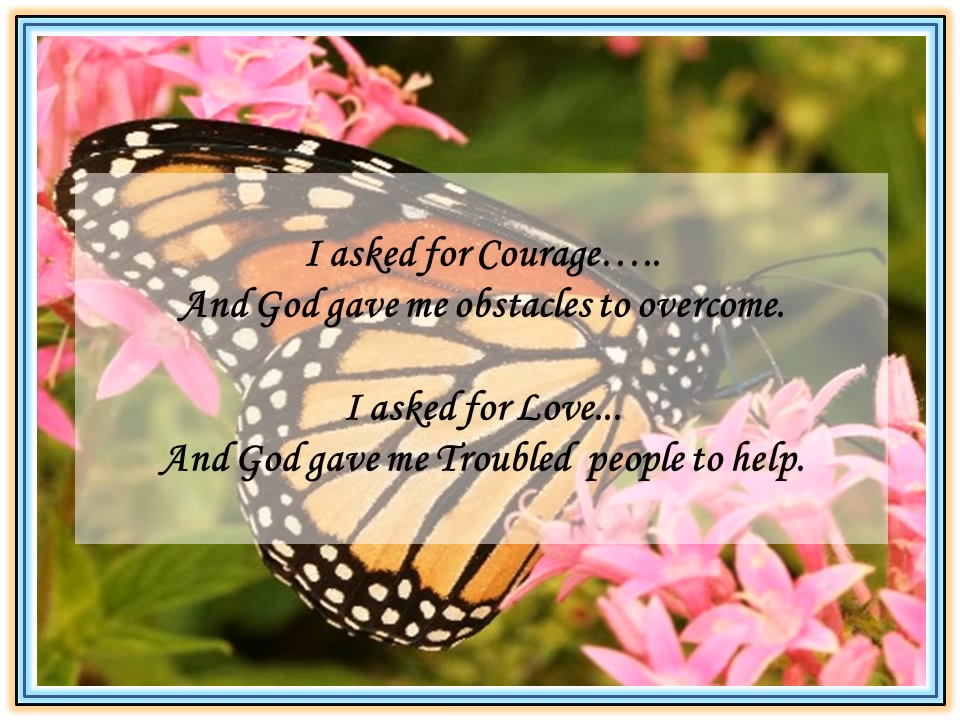 I asked for Courage…..
And God gave me obstacles to overcome.
I asked for Love...
And God gave me Troubled  people to help.